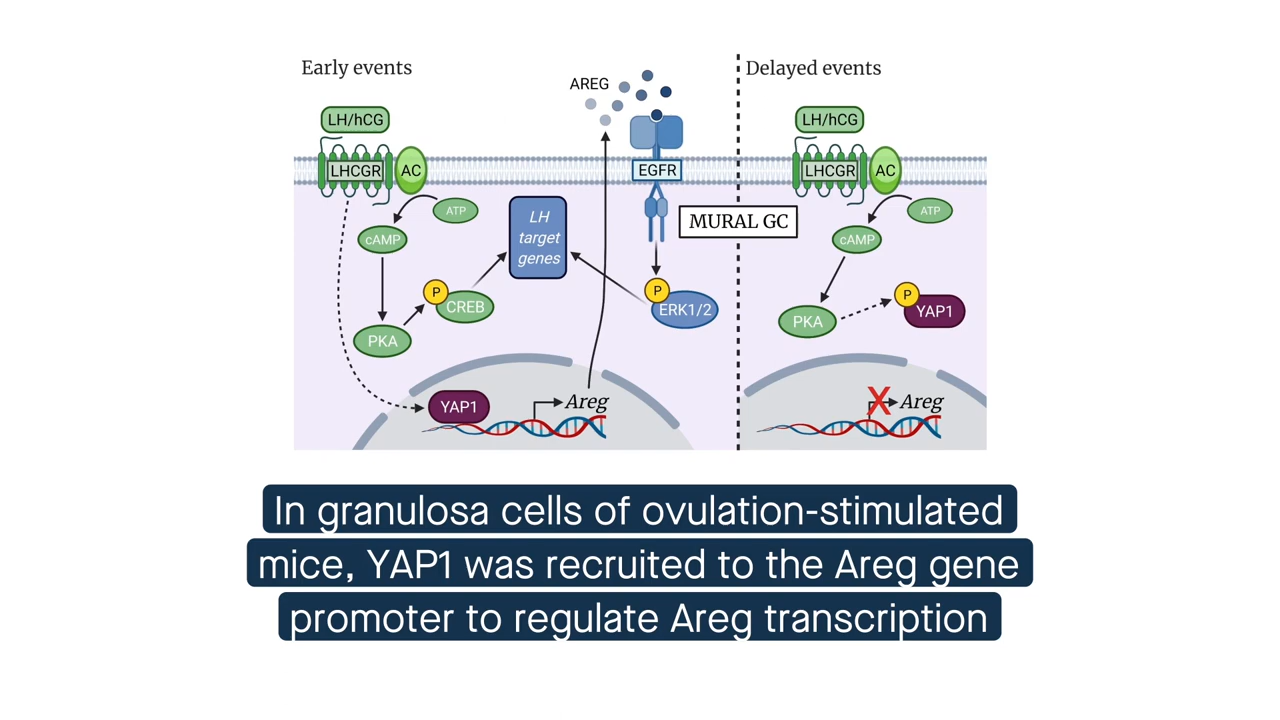 Early events
LH/hCG
LHCGR
AC
ATP
cAMP
PKA
P
CREB
LH
target
genes
AREG
EGFR
P
ERK1/2
YAP1
Areg
MURAL GC
Delayed events
LH/hCG
LHCGR
AC
ATP
cAMP
PKA
P
YAP1
X
Areg
In granulosa cells of ovulation-stimulated
mice, YAP1 was recruited to the Areg gene
promoter to regulate Areg transcription